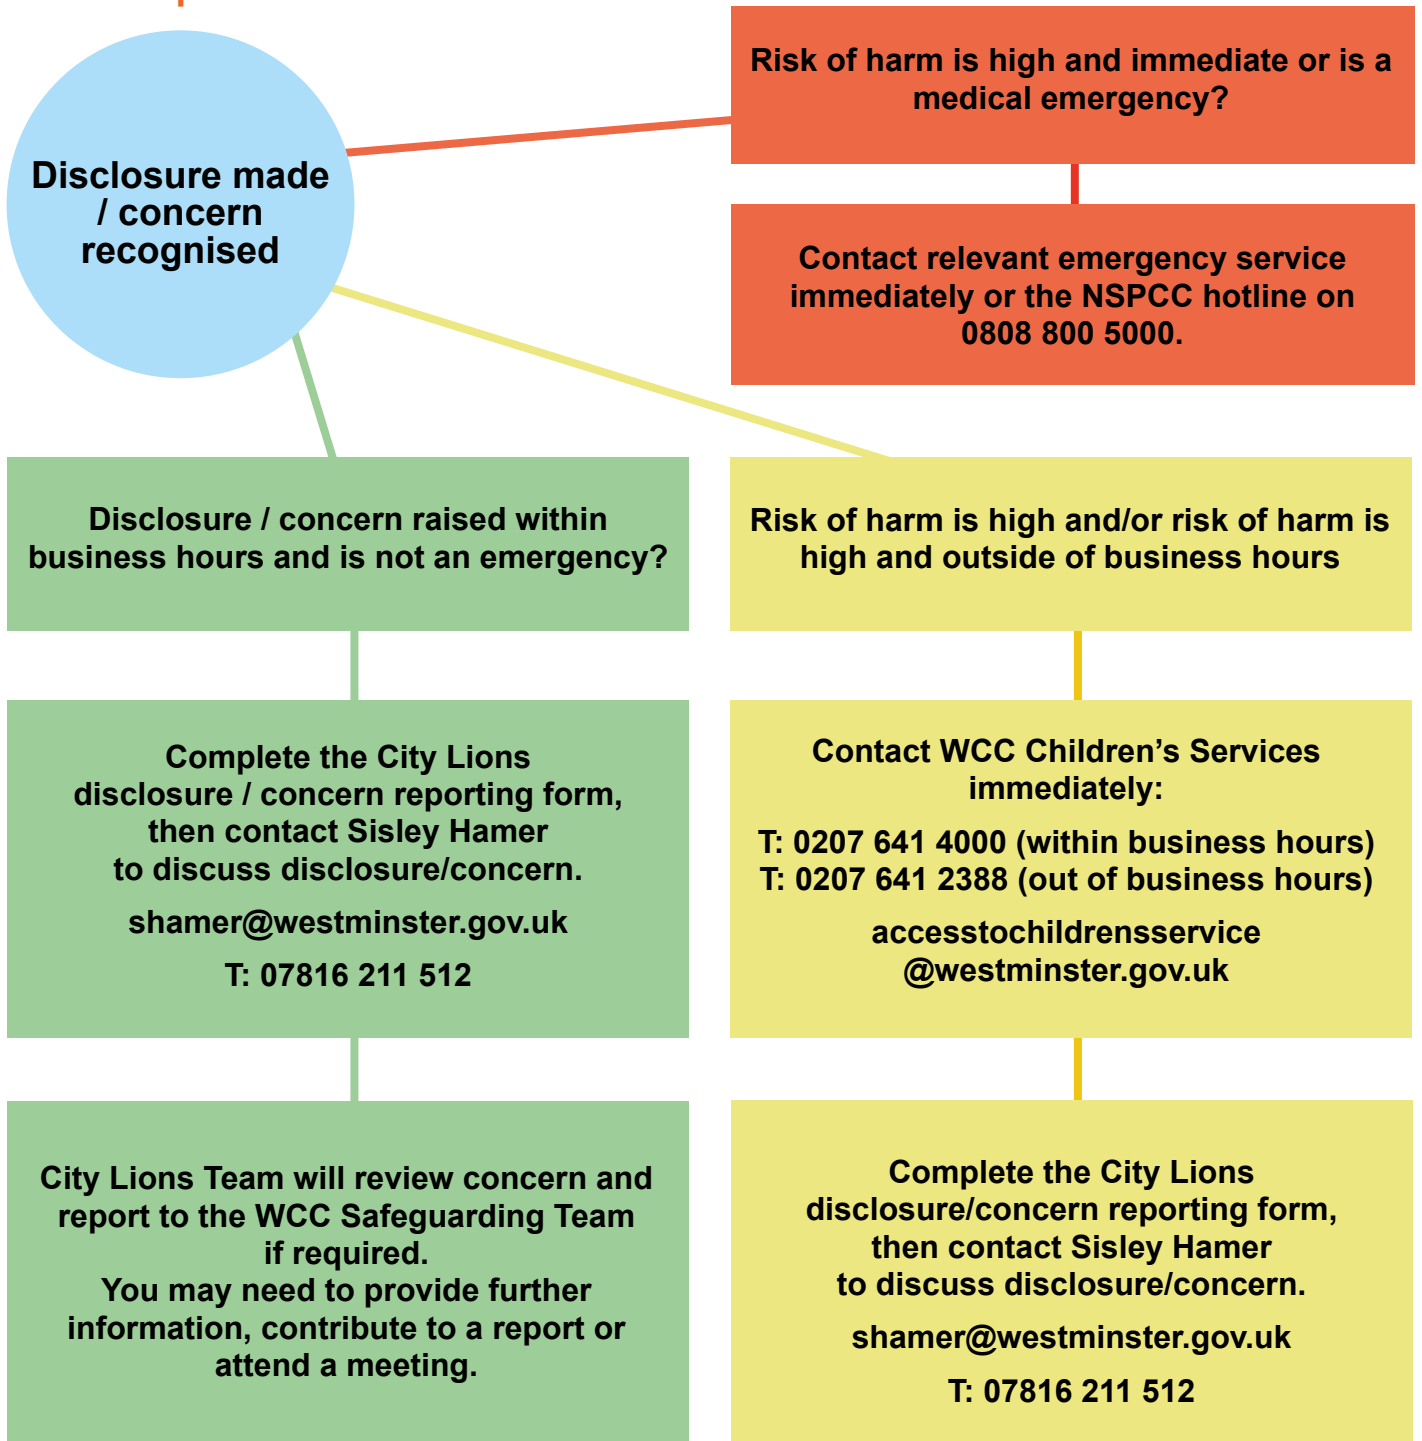 Disclosure made
/ concern
recognised
Risk of harm is high and immediate or is a
medical emergency?
Contact relevant emergency service
immediately or the NSPCC hotline on
0808 800 5000.
Disclosure / concern raised within
business hours and is not an emergency?
Complete the City Lions
disclosure / concern reporting form,
then contact Sisley Hamer
to discuss disclosure/concern.
shamer@westminster.gov.uk
T: 07816 211 512
City Lions Team will review concern and
report to the WCC Safeguarding Team
if required.
You may need to provide further
information, contribute to a report or
attend a meeting.
Risk of harm is high and/or risk of harm is
high and outside of business hours
Contact WCC Children’s Services
immediately:
T: 0207 641 4000 (within business hours)
T: 0207 641 2388 (out of business hours)
accesstochildrensservice
@westminster.gov.uk
Complete the City Lions
disclosure/concern reporting form,
then contact Sisley Hamer
to discuss disclosure/concern.
shamer@westminster.gov.uk
T: 07816 211 512